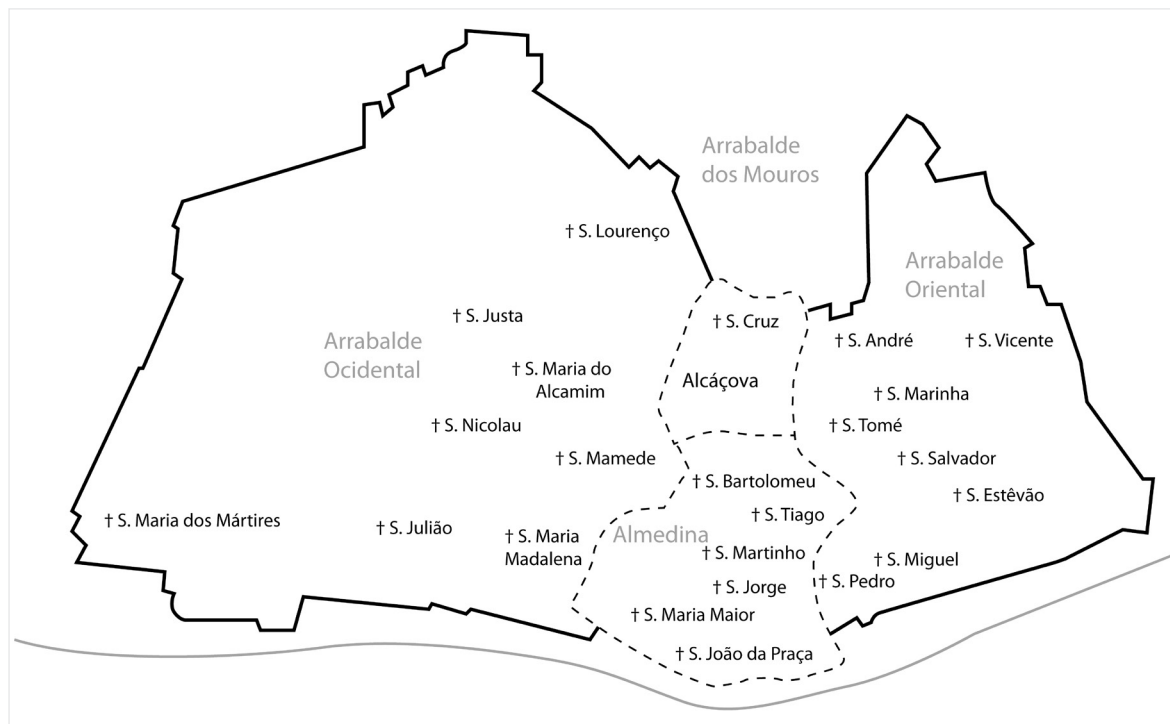 Arrabalde
dos Mouros
† S. Lourenço
Arrabalde
Oriental
† S. Justa
† S. Cruz
Arrabalde
Ocidental
† S. André
† S. Vicente
† S. Maria do
Alcamim
Alcáçova
† S. Marinha
† S. Nicolau
† S. Tomé
† S. Mamede
† S. Salvador
† S. Bartolomeu
† S. Estêvão
† S. Maria dos Mártires
† S. Julião
† S. Tiago
† S. Maria
Madalena
Almedina
† S. Martinho
† S. Miguel
† S. Pedro
† S. Jorge
† S. Maria Maior
† S. João da Praça